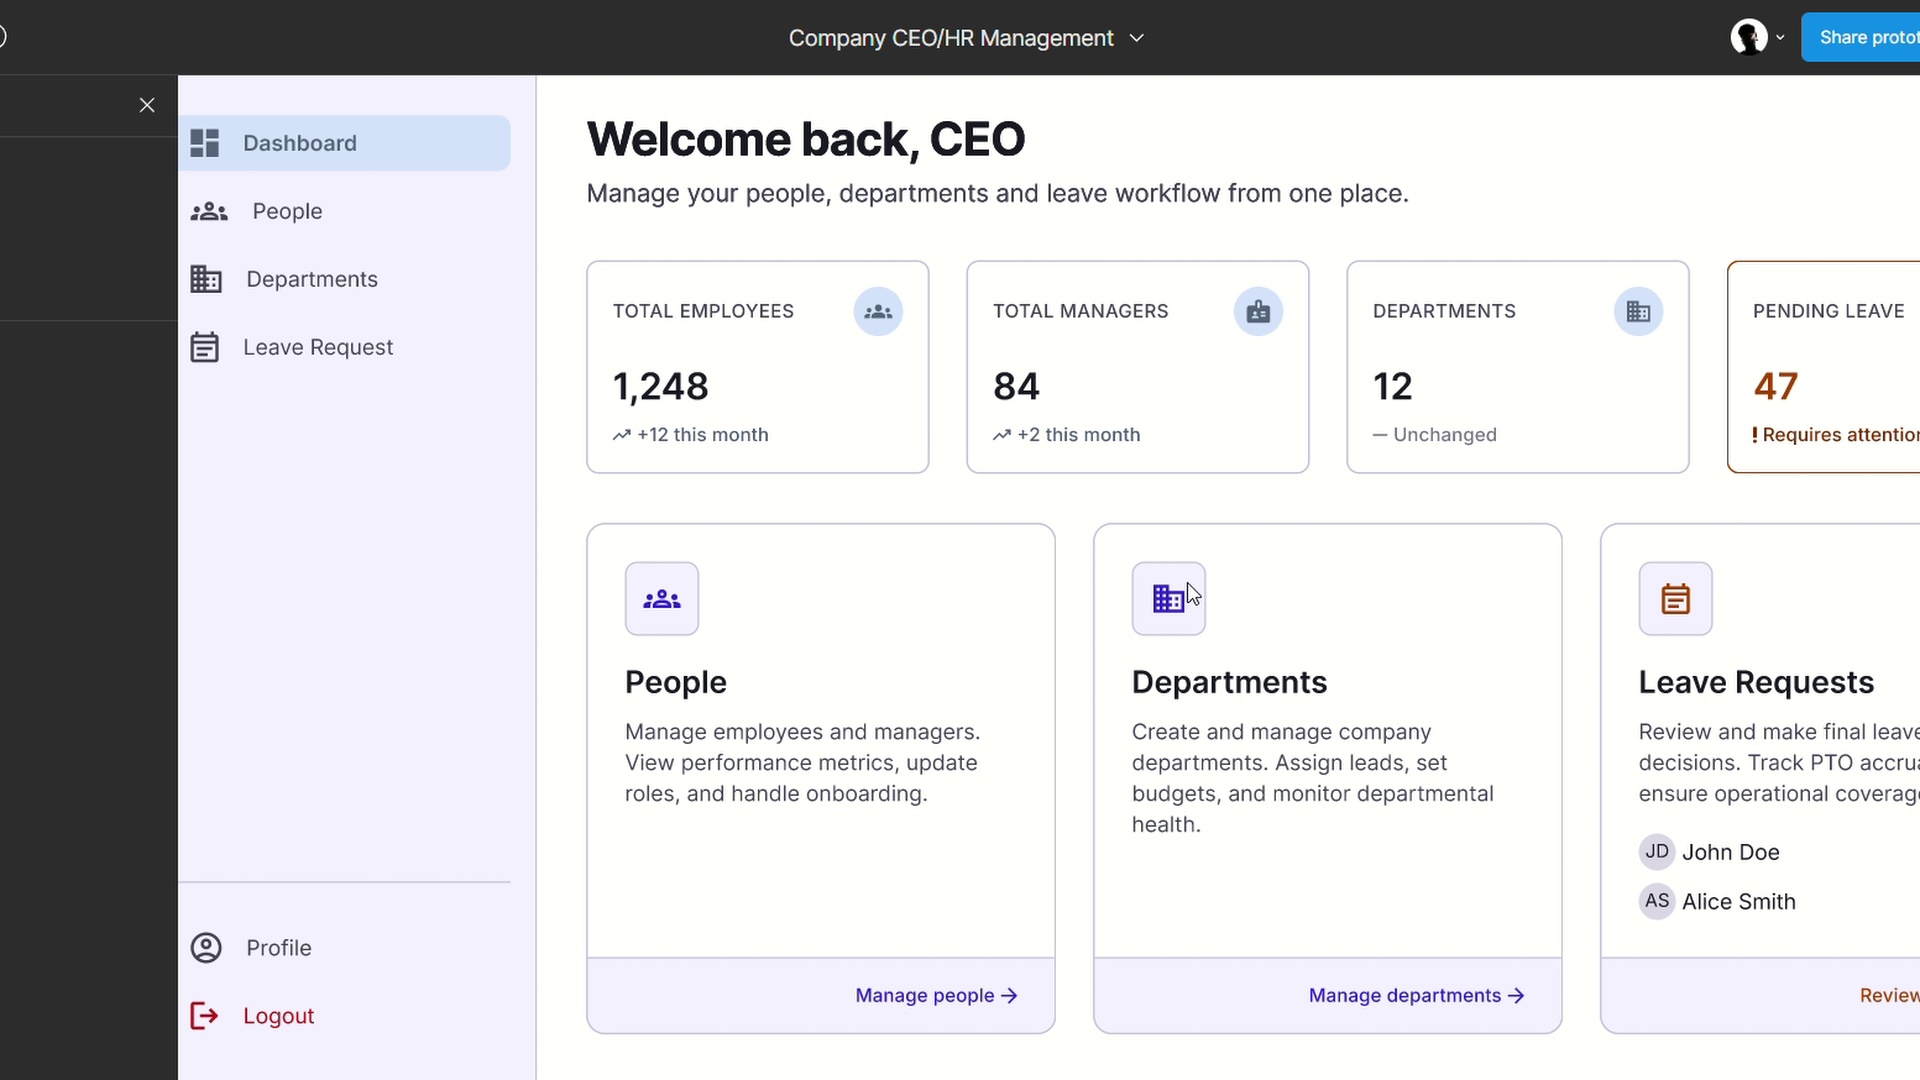 Company CEO/HR Management
Share protot
Dashboard
People
Departments
Leave Request
Profile
Logout
Welcome back, CEO
Manage your people, departments and leave workflow from one place.
TOTAL EMPLOYEES
1,248
+12 this month
TOTAL MANAGERS
84
+2 this month
DEPARTMENTS
12
— Unchanged
PENDING LEAVE
47
! Requires attention
People
Manage employees and managers.
View performance metrics, update
roles, and handle onboarding.
Manage people →
Departments
Create and manage company
departments. Assign leads, set
budgets, and monitor departmental
health.
Manage departments →
Leave Requests
Review and make final leave
decisions. Track PTO accrua
ensure operational coverage
JD John Doe
AS Alice Smith
Review